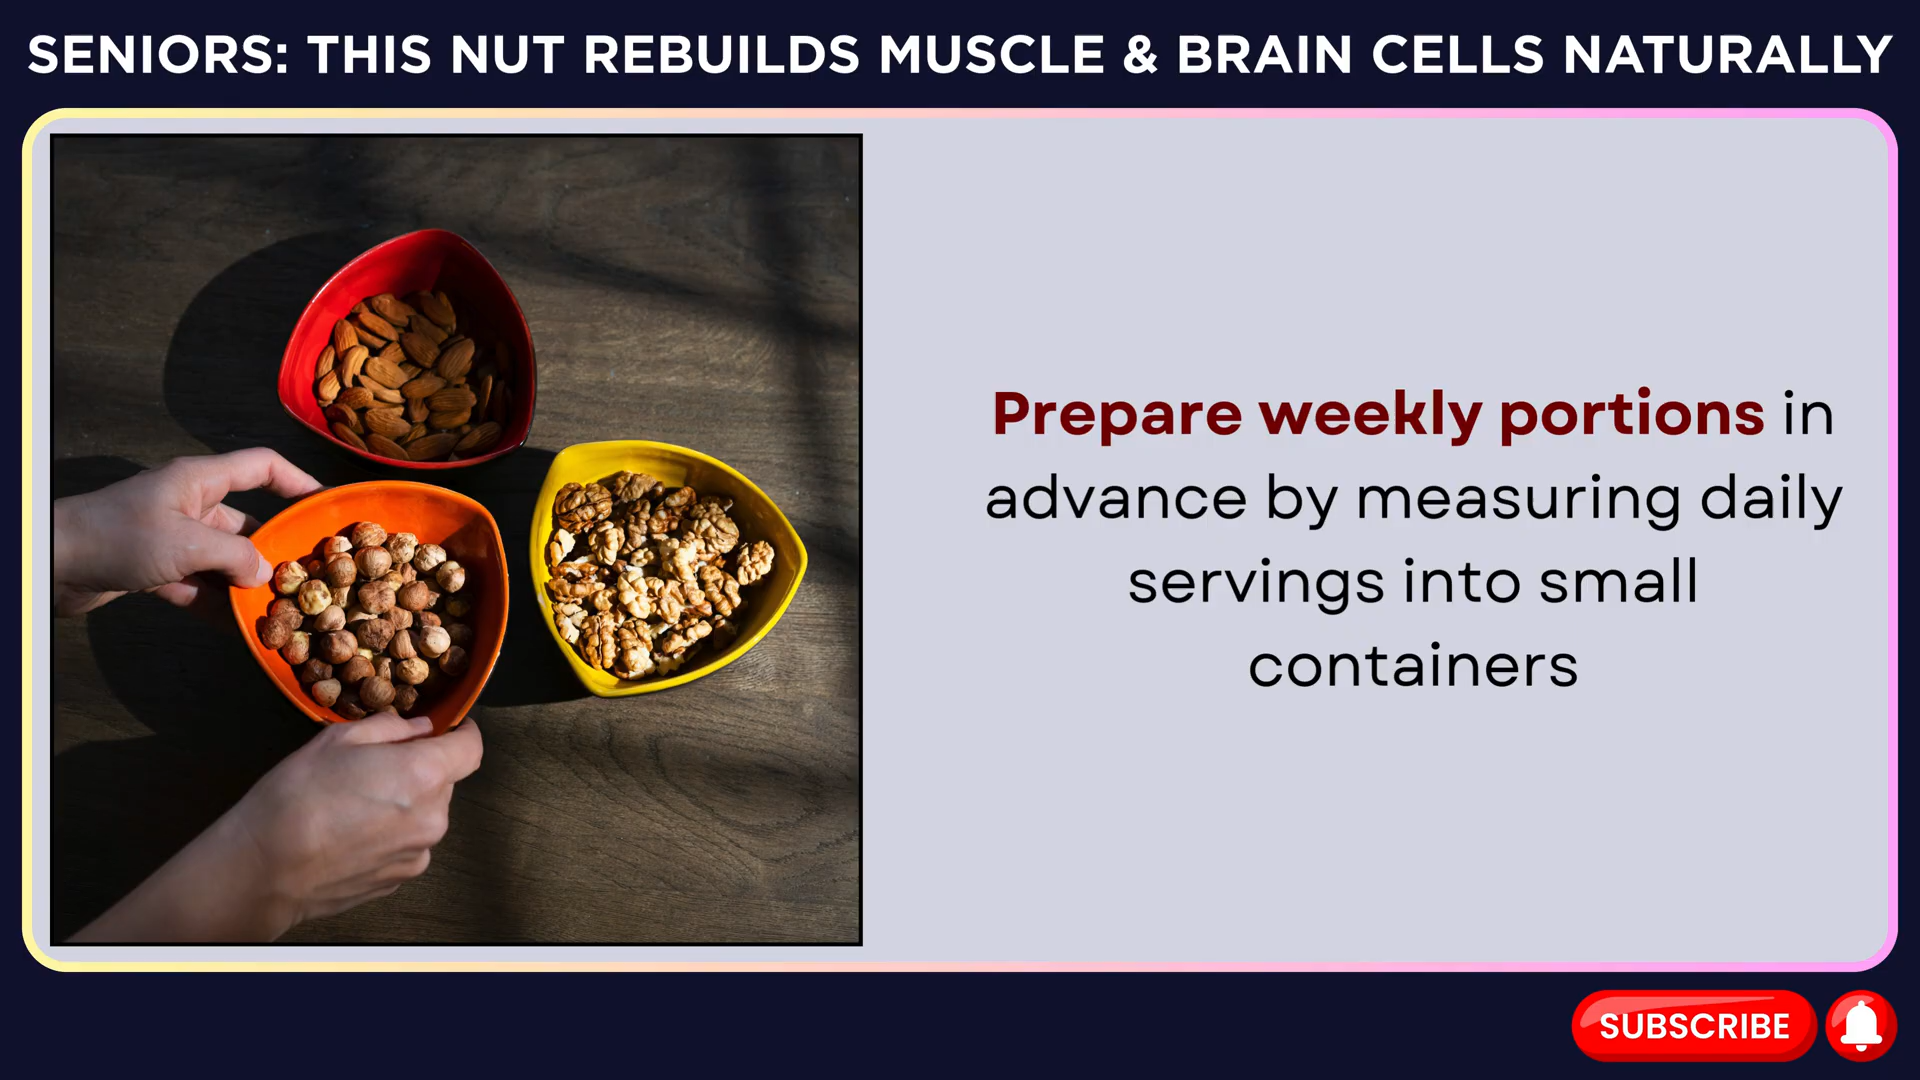 SENIORS: THIS NUT REBUILDS MUSCLE & BRAIN CELLS NATURALLY
Prepare weekly portions in
advance by measuring daily
servings into small
containers
SUBSCRIBE